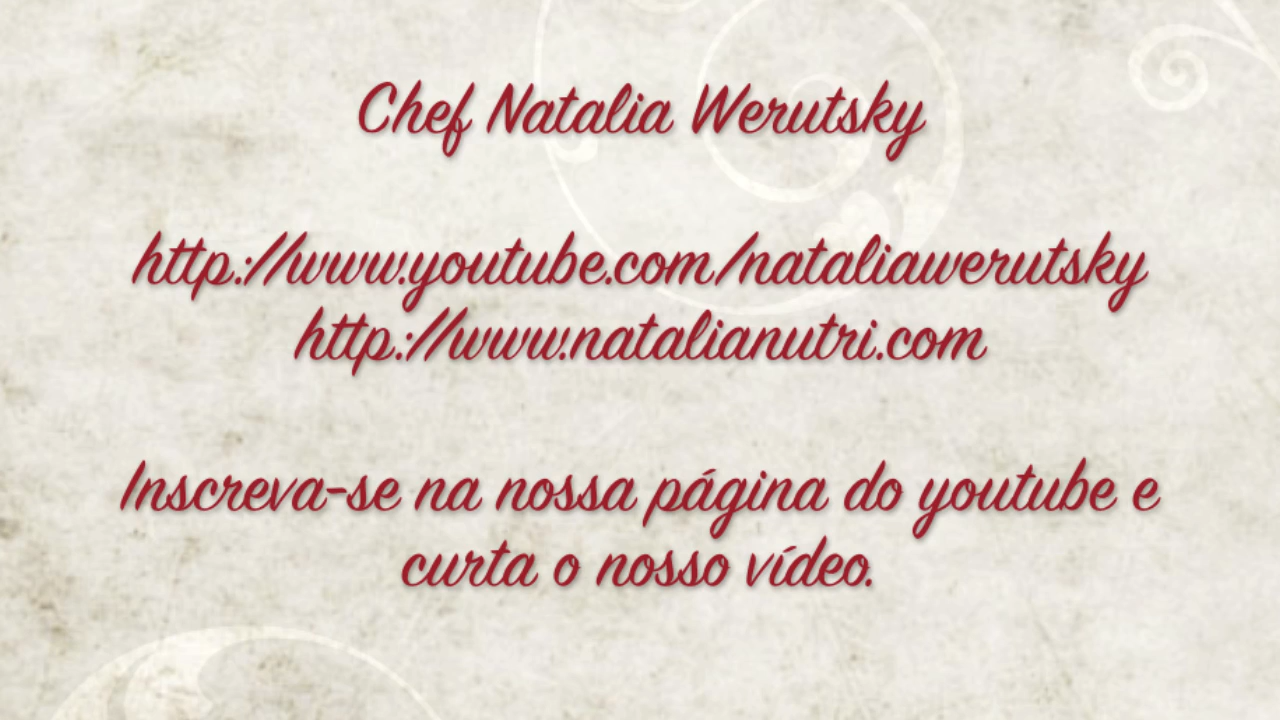 Chef Natalia Werutsky
http://www.youtube.com/nataliawerutsky
http://www.natalianutri.com
Inscreva-se na nossa página do youtube e
curta o nosso vídeo.